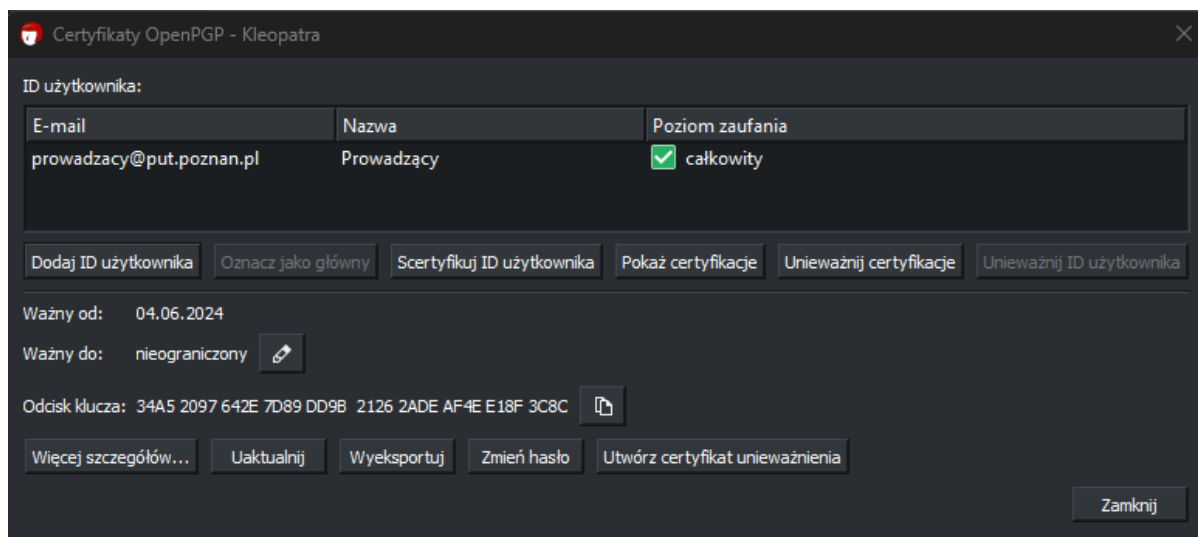 Certyfikaty OpenPGP - Kleopatra
ID użytkownika:
E-mail Nazwa Poziom zaufania
prowadzacy@put.poznan.pl Prowadzący całkowity
Dodaj ID użytkownika Oznacz jako główny Scertyfikuj ID użytkownika Pokaż certyfikacje Unieważnij certyfikacje Unieważnij ID użytkownika
Ważny od: 04.06.2024
Ważny do: nieograniczony
Odcisk klucza: 34A5 2097 642E 7D89 DD9B 2126 2ADE AF4E E18F 3C8C
Więcej szczegółów... Uaktualnij Wyeksportuj Zmień hasło Utwórz certyfikat unieważnienia
Zamknij